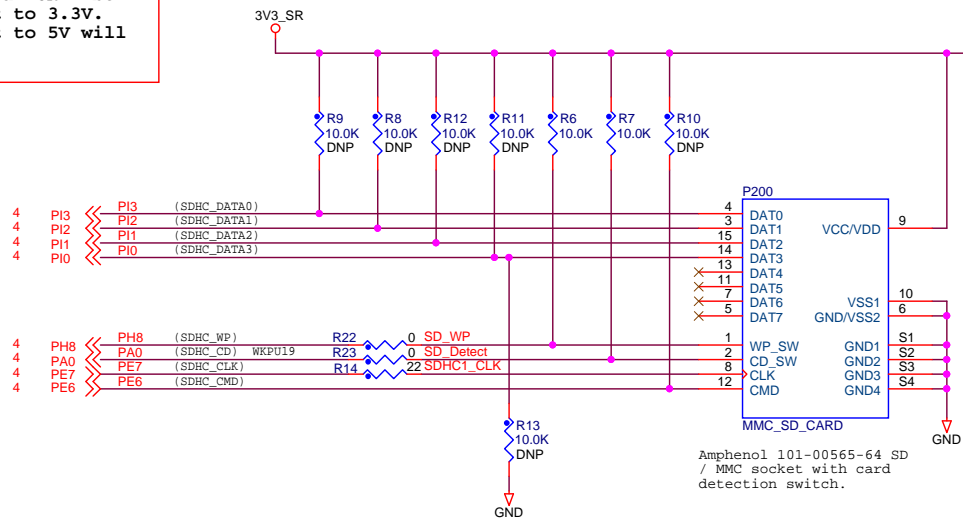 to 3.3V.
to 5V will
3V3_SR
R9 R8 R12 R11 R6 R7 R10
10.0K 10.0K 10.0K 10.0K 10.0K 10.0K 10.0K
DNP DNP DNP DNP DNP
P200
4 PI3 PI3 (SDHC_DATA0) 4 DAT0
4 PI2 PI2 (SDHC_DATA1) 3 DAT1 VCC/VDD 9
4 PI1 PI1 (SDHC_DATA2) 15 DAT2
4 PI0 PI0 (SDHC_DATA3) 14 DAT3
13 DAT4
11 DAT5
7 DAT6 VSS1 10
5 DAT7 GND/VSS2 6
4 PH8 PH8 (SDHC_WP) R22 0 SD_WP 1 WP_SW GND1 S1
4 PA0 PA0 (SDHC_CD) WKPU19 R23 0 SD_Detect 2 CD_SW GND2 S2
4 PE7 PE7 (SDHC_CLK) R14 22 SDHC1_CLK 8 CLK GND3 S3
4 PE6 PE6 (SDHC_CMD) 12 CMD GND4 S4
R13
10.0K
DNP
GND
MMC_SD_CARD
GND
Amphenol 101-00565-64 SD
/ MMC socket with card
detection switch.